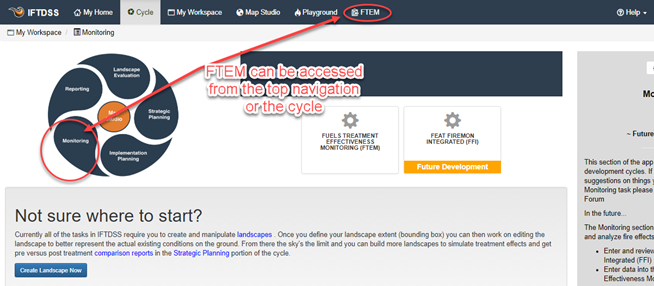 IFTDSS
My Home
Cycle
My Workspace
Map Studio
Playground
FTEM
Help
My Workspace / Monitoring
FTEM can be accessed
from the top navigation
or the cycle
Landscape
Evaluation
Reporting
Strategic
Planning
Monitoring
Implementation
Planning
FUELS TREATMENT
EFFECTIVENESS
MONITORING (FTEM)
FEAT FIREMON
INTEGRATED (FFI)
Future Development
Not sure where to start?
Currently all of the tasks in IFTDSS require you to create and manipulate landscapes . Once you define your landscape extent (bounding box) you can then work on editing the
landscape to better represent the actual existing conditions on the ground. From there the sky's the limit and you can build more landscapes to simulate treatment effects and get
pre versus post treatment comparison reports in the Strategic Planning portion of the cycle.
Create Landscape Now
Mo
~ Future
This section of the app
development cycles. If
suggestions on things y
Monitoring task please
Forum
In the future...
The Monitoring section
and analyze fire effects
• Enter and review
Integrated (FFI)
• Enter data into th
Effectiveness Mo